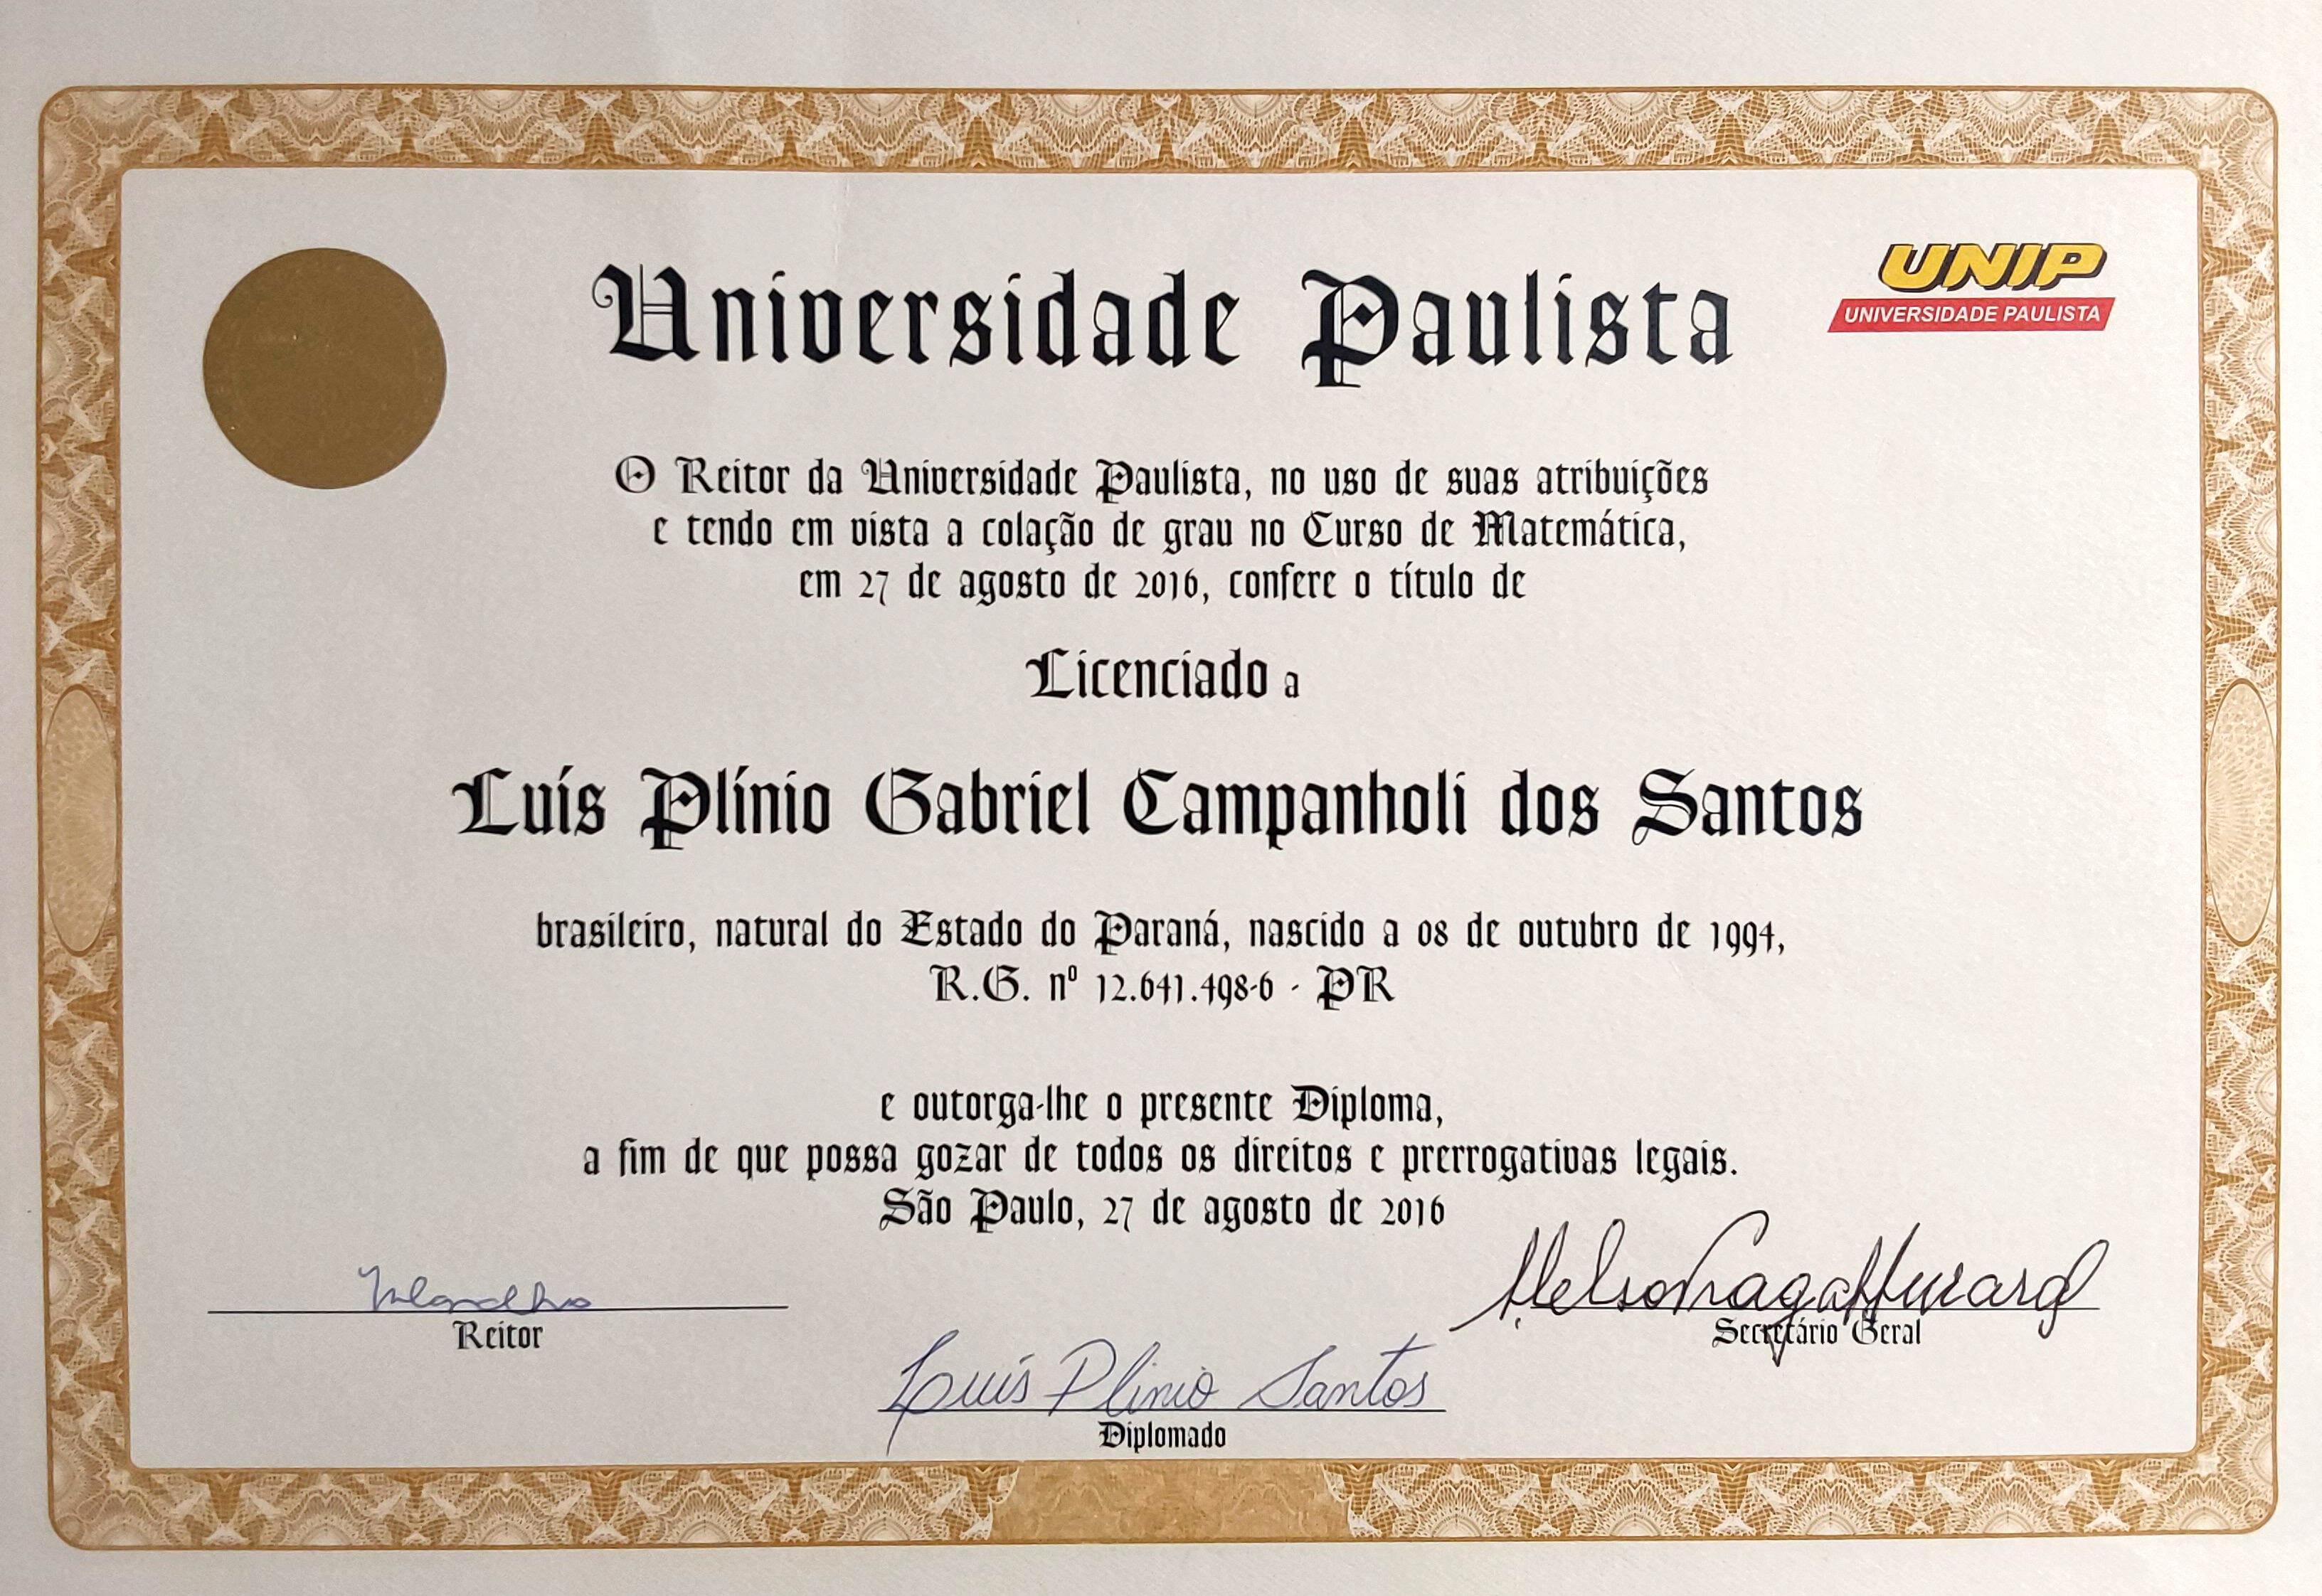 Universidade Paulista
UNIP
UNIVERSIDADE PAULISTA
O Reitor da Universidade Paulista, no uso de suas atribuições
e tendo em vista a colação de grau no Curso de Matemática,
em 27 de agosto de 2016, confere o título de
Licenciado a
Luís Plínio Gabriel Campanholi dos Santos
brasileiro, natural do Estado do Paraná, nascido a 08 de outubro de 1994,
R.G. nº 12.641.498-6 - PR
e outorga-lhe o presente Diploma,
a fim de que possa gozar de todos os direitos e prerrogativas legais.
São Paulo, 27 de agosto de 2016
Reitor
Secretário Geral
Luís Plinio Santos
Diplomado